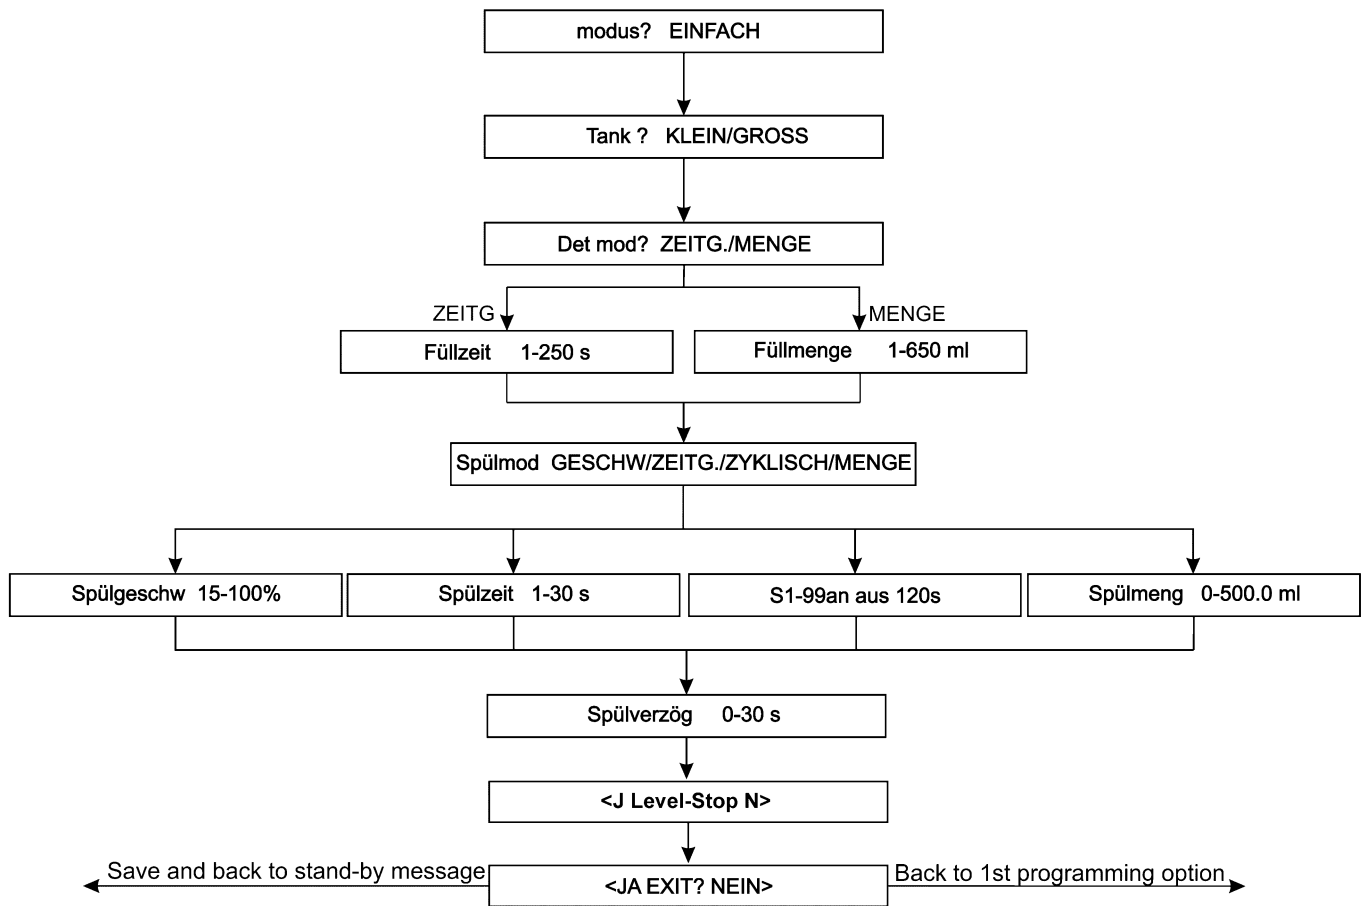 modus? EINFACH
Tank ? KLEIN/GROSS
Det mod? ZEITG./MENGE
ZEITG
MENGE
Füllzeit 1-250 s
Füllmenge 1-650 ml
Spülmod GESCHW/ZEITG./ZYKLISCH/MENGE
Spülgeschw 15-100%
Spülzeit 1-30 s
S1-99an aus 120s
Spülmeng 0-500.0 ml
Spülverzög 0-30 s
<J Level-Stop N>
Save and back to stand-by message
<JA EXIT? NEIN>
Back to 1st programming option